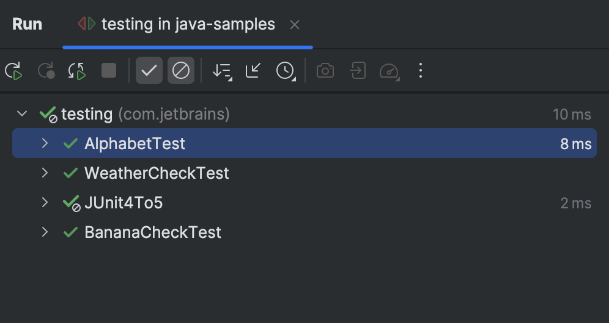 Run testing in java-samples
testing (com.jetbrains) 10 ms
AlphabetTest 8 ms
WeatherCheckTest
JUnit4To5 2 ms
BananaCheckTest